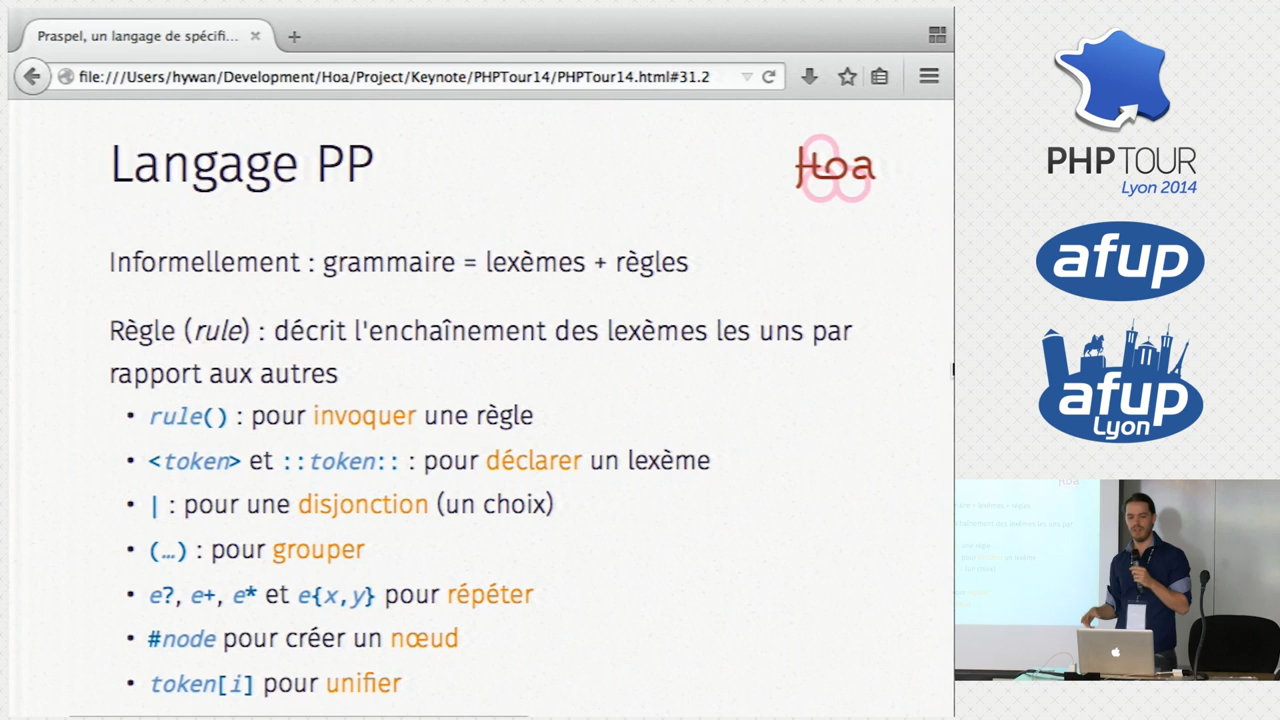 Praspel, un langage de spécifi...
file:///Users/hywan/Development/Hoa/Project/Keynote/PHPTour14/PHPTour14.html#31.2
Langage PP
Hoa
Informellement : grammaire = lexèmes + règles
Règle (rule) : décrit l'enchaînement des lexèmes les uns par
rapport aux autres
• rule() : pour invoquer une règle
• <token> et ::token:: : pour déclarer un lexème
• | : pour une disjonction (un choix)
• (…) : pour grouper
• e?, e+, e* et e{x,y} pour répéter
• #node pour créer un nœud
• token[i] pour unifier
PHPTOUR
Lyon 2014
afup
afup
Lyon